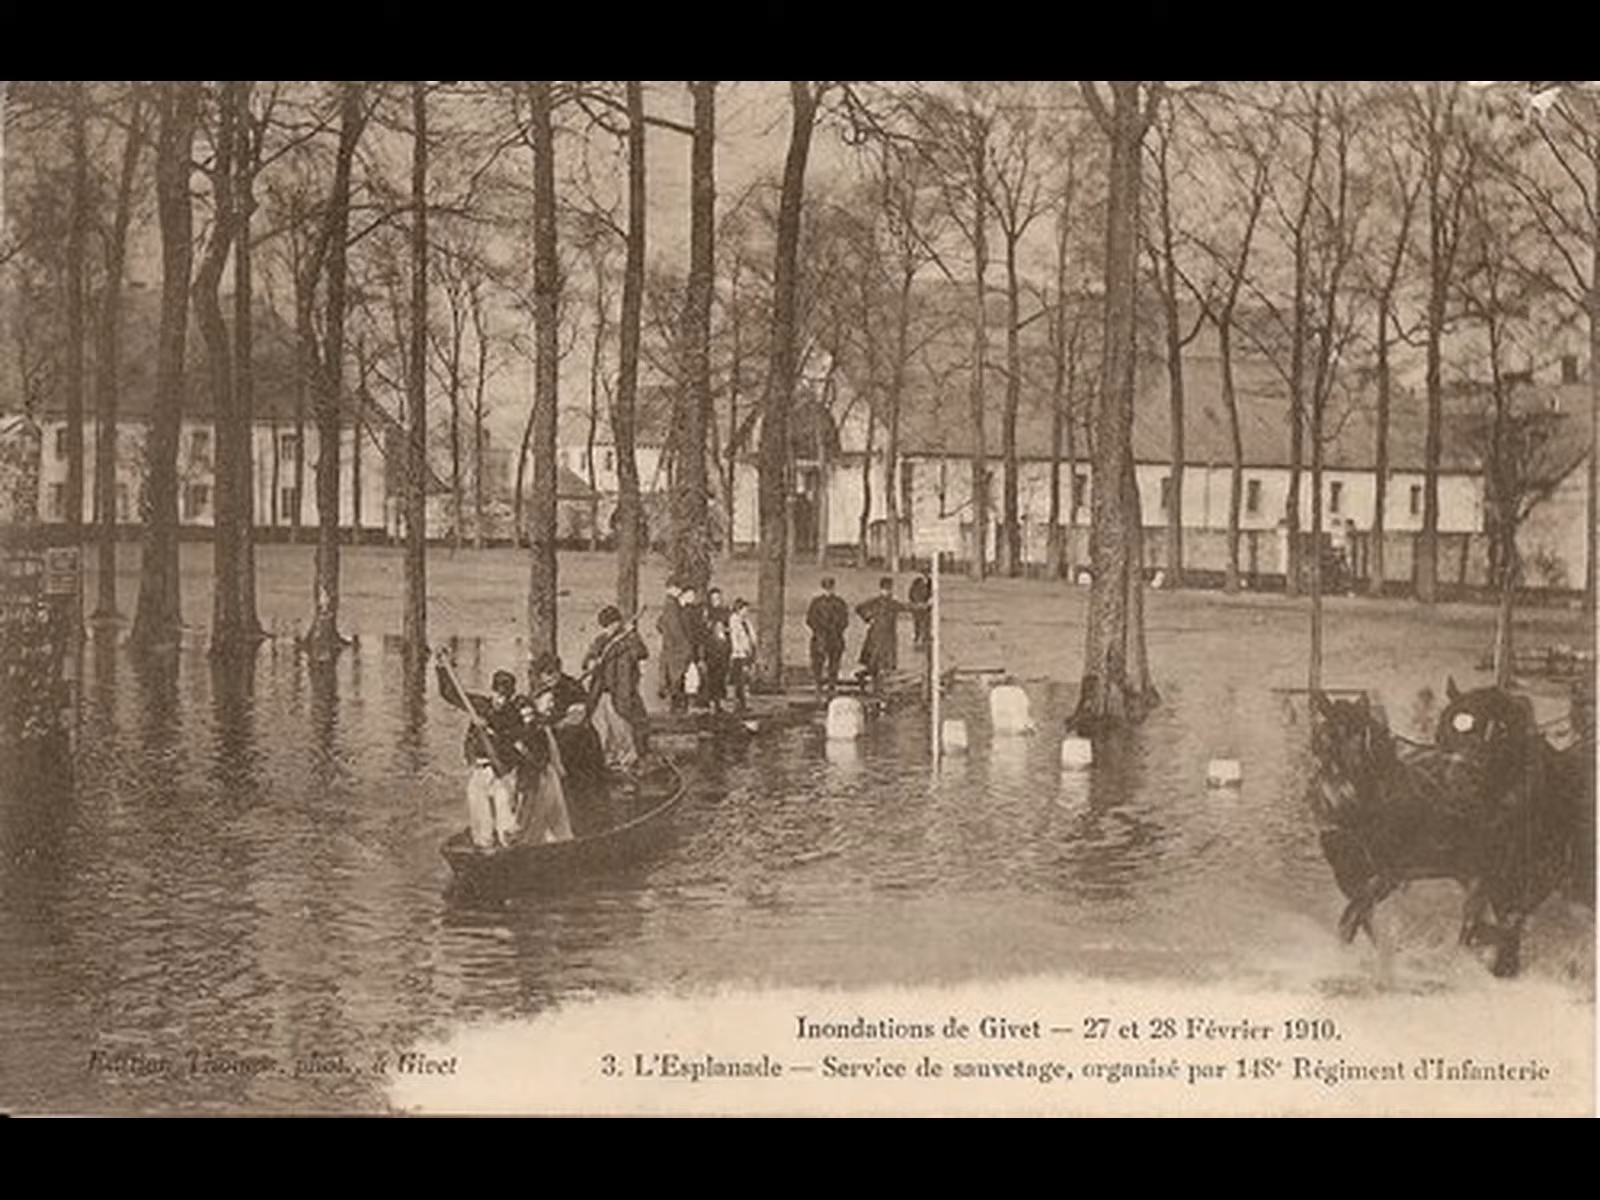 Inondations de Givet — 27 et 28 Février 1910.
3. L'Esplanade — Service de sauvetage, organisé par 148e Régiment d'Infanterie
Edition phot., à Givet